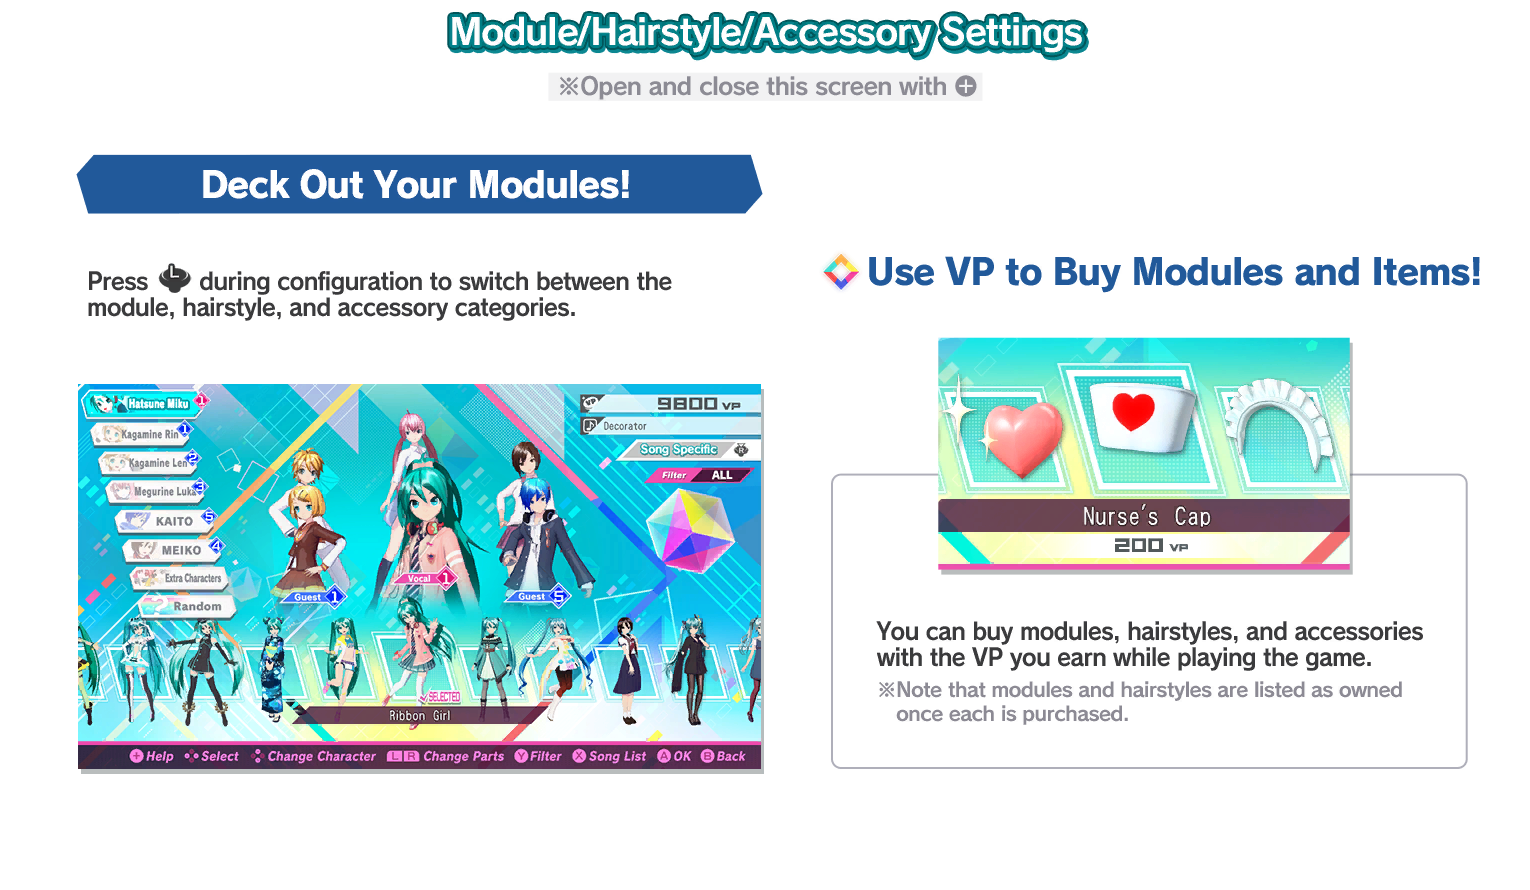 Module/Hairstyle/Accessory Settings
※Open and close this screen with +
Deck Out Your Modules!
Press L during configuration to switch between the
module, hairstyle, and accessory categories.
Hatsune Miku 1
Kagamine Rin 1
Kagamine Len 2
Megurine Luka 3
KAITO 5
MEIKO 4
Extra Characters
Random
VP 9800 VP
Decorator
Song Specific R
Filter ALL
Vocal 1
Guest 1
Guest 5
SELECTED
Ribbon Girl
+ Help Select Change Character L R Change Parts Y Filter X Song List A OK B Back
Use VP to Buy Modules and Items!
Nurse's Cap
200 VP
You can buy modules, hairstyles, and accessories
with the VP you earn while playing the game.
※Note that modules and hairstyles are listed as owned
once each is purchased.